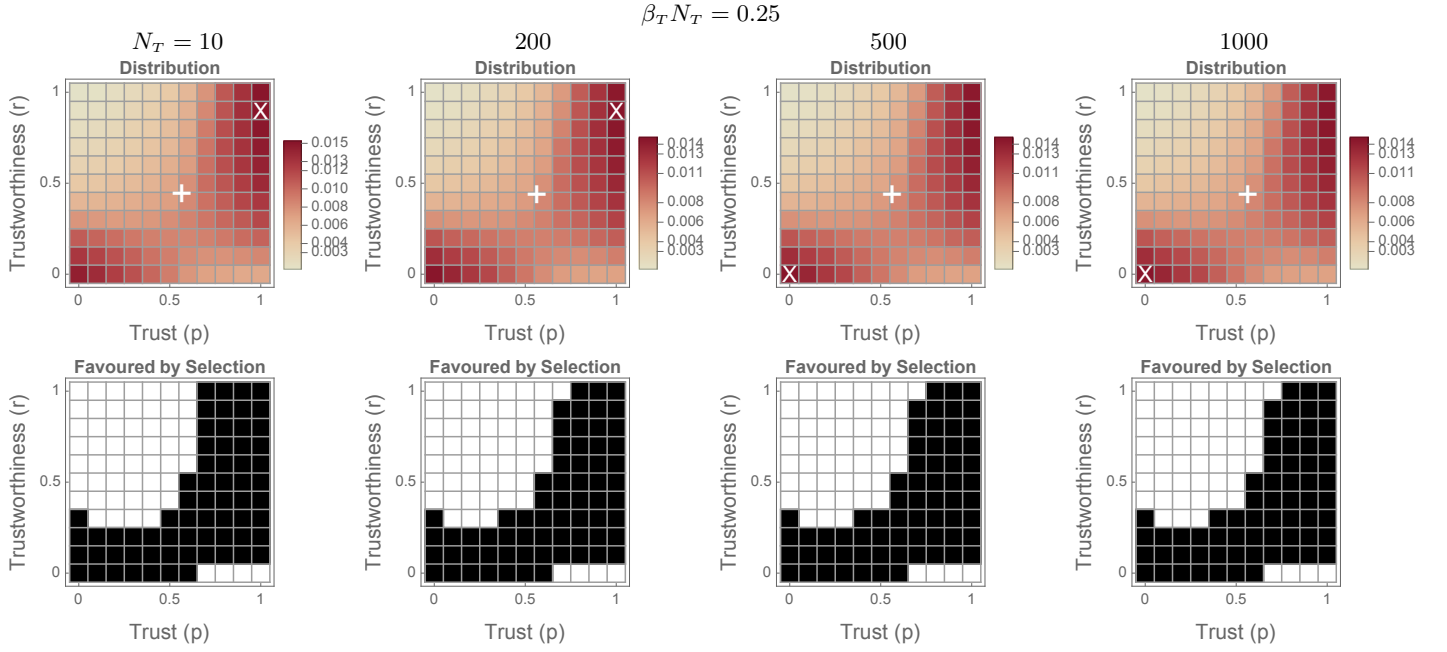 β_T N_T = 0.25
N_T = 10 200 500 1000
Distribution Distribution Distribution Distribution
Trustworthiness (r) Trustworthiness (r) Trustworthiness (r) Trustworthiness (r)
1 1 1 1
X X
0.015 0.014 0.014 0.014
0.013 0.013 0.013 0.013
0.012 0.011 0.011 0.011
0.010 0.008 0.008 0.008
0.5 0.5 0.5 0.5
0.008 0.006 0.006 0.006
0.006 0.004 0.004 0.004
0.004 0.003 0.003 0.003
0.003
0 0 X 0 X 0
0 0.5 1 0 0.5 1 0 0.5 1 0 0.5 1
Trust (p) Trust (p) Trust (p) Trust (p)
Favoured by Selection Favoured by Selection Favoured by Selection Favoured by Selection
Trustworthiness (r) Trustworthiness (r) Trustworthiness (r) Trustworthiness (r)
1 1 1 1
0.5 0.5 0.5 0.5
0 0 0 0
0 0.5 1 0 0.5 1 0 0.5 1 0 0.5 1
Trust (p) Trust (p) Trust (p) Trust (p)